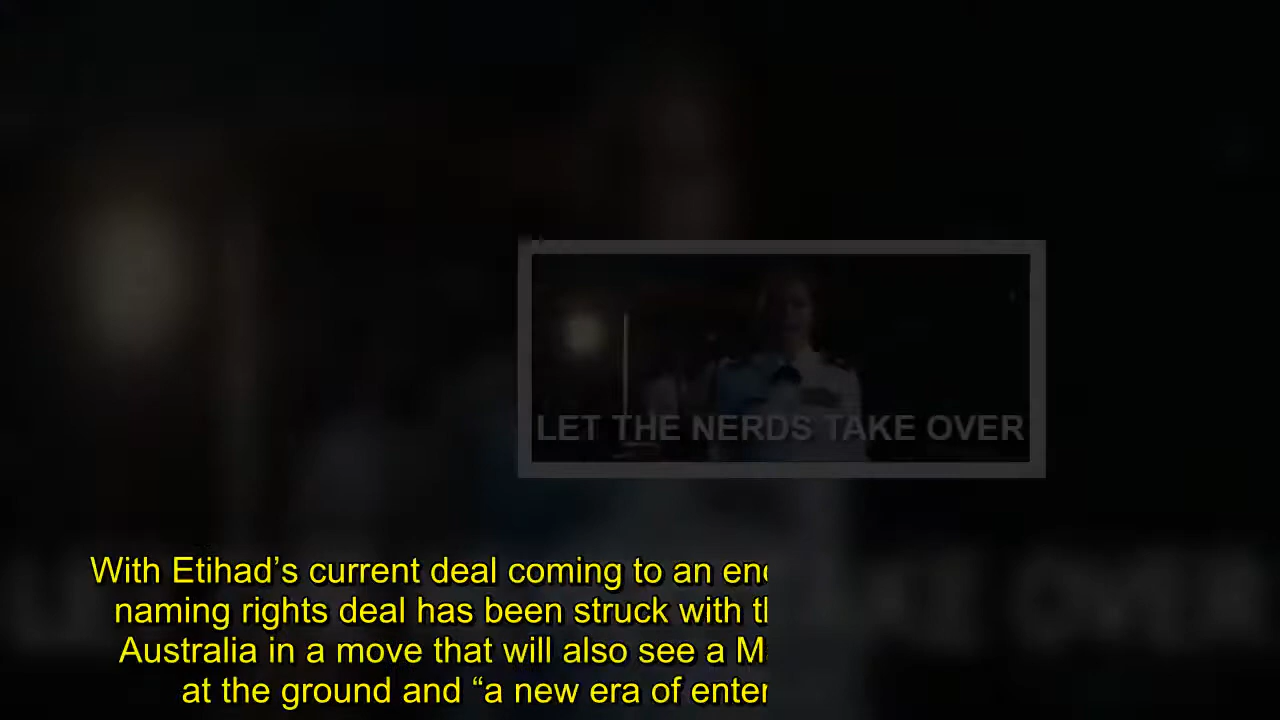 LET THE NERDS TAKE OVER
With Etihad’s current deal coming to an
naming rights deal has been struck with
Australia in a move that will also see a
at the ground and “a new era of